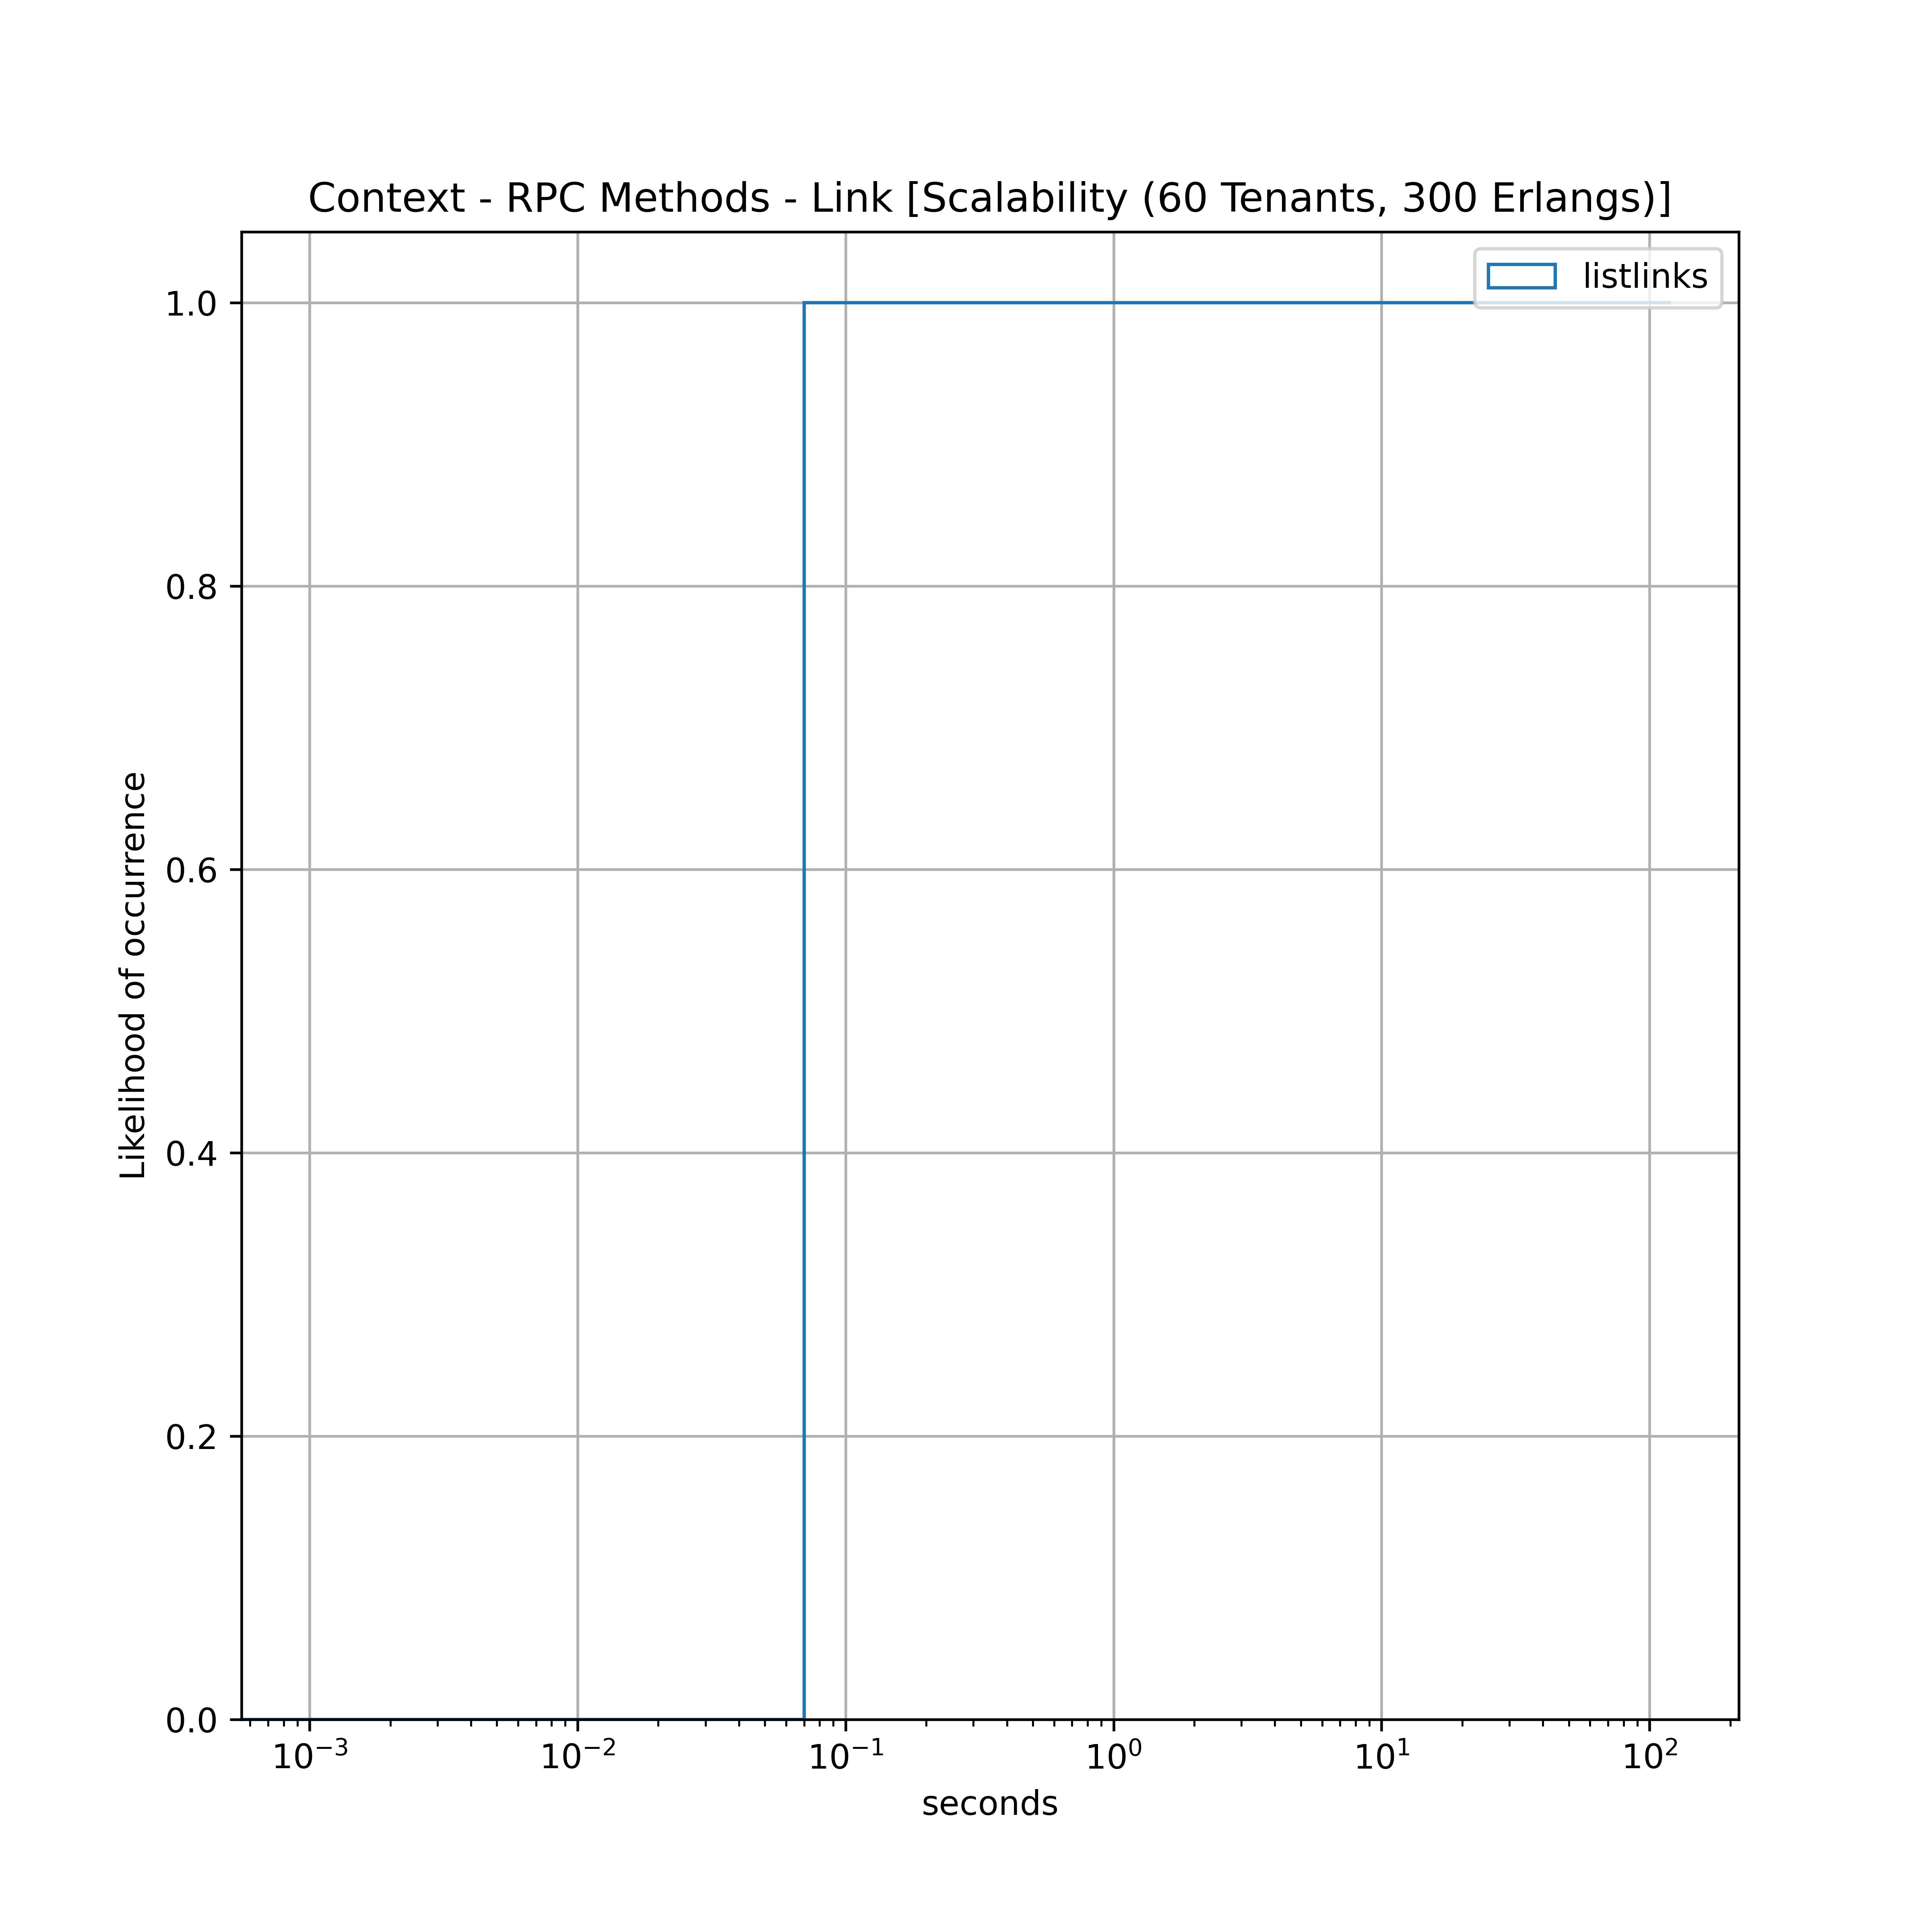 Context - RPC Methods - Link [Scalability (60 Tenants, 300 Erlangs)]
listlinks
1.0
0.8
0.6
0.4
0.2
0.0
Likelihood of occurrence
10⁻³ 10⁻² 10⁻¹ 10⁰ 10¹ 10²
seconds